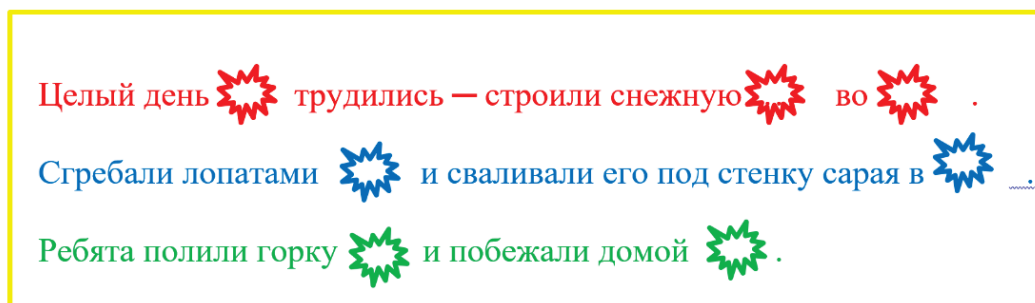 Целый день трудились — строили снежную во .
Сгребали лопатами и сваливали его под стенку сарая в .
Ребята полили горку и побежали домой .